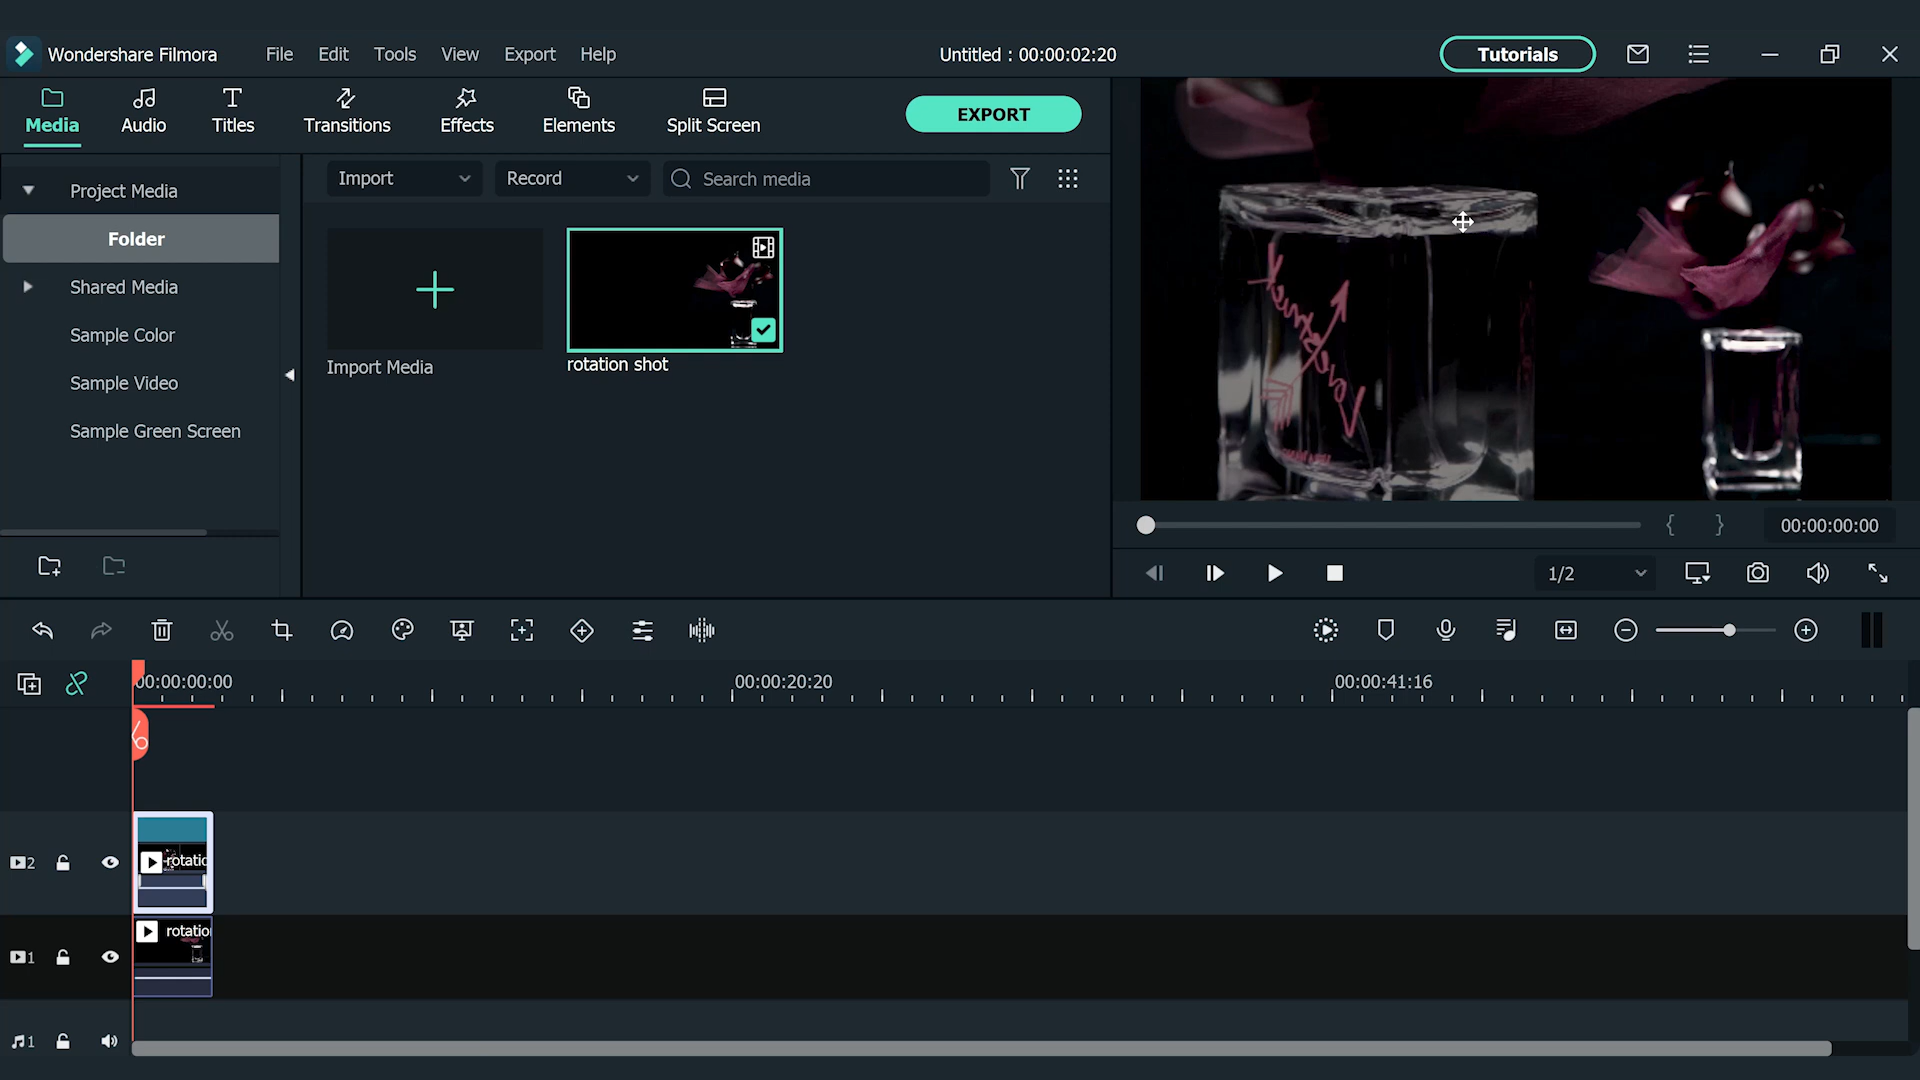 Wondershare Filmora File Edit Tools View Export Help Untitled : 00:00:02:20 Tutorials
Media Audio Titles Transitions Effects Elements Split Screen EXPORT
Project Media
Folder
Shared Media
Sample Color
Sample Video
Sample Green Screen
Import Record Search media
Import Media
rotation shot
00:00:00:00
1/2
00:00:00:00 00:00:20:20 00:00:41:16
2
rotatio
1
rotatio
1